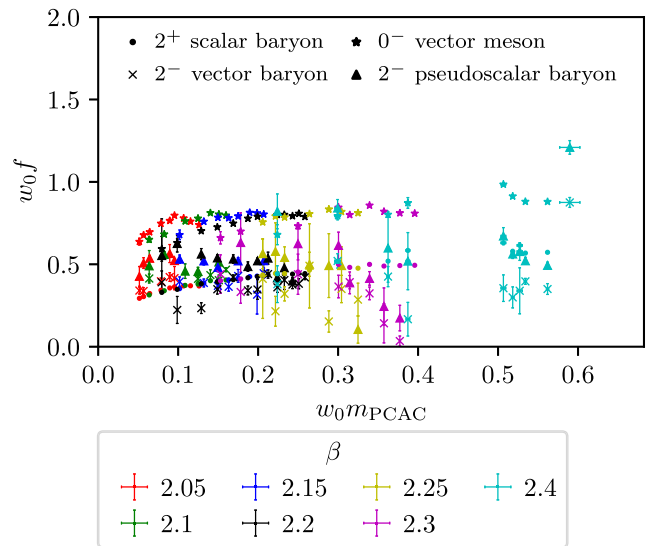 2.0
2⁺ scalar baryon 0⁻ vector meson
2⁻ vector baryon 2⁻ pseudoscalar baryon
1.5
1.0
0.5
0.0
w₀f
0.0 0.1 0.2 0.3 0.4 0.5 0.6
w₀m_PCAC
β
2.05 2.15 2.25 2.4
2.1 2.2 2.3